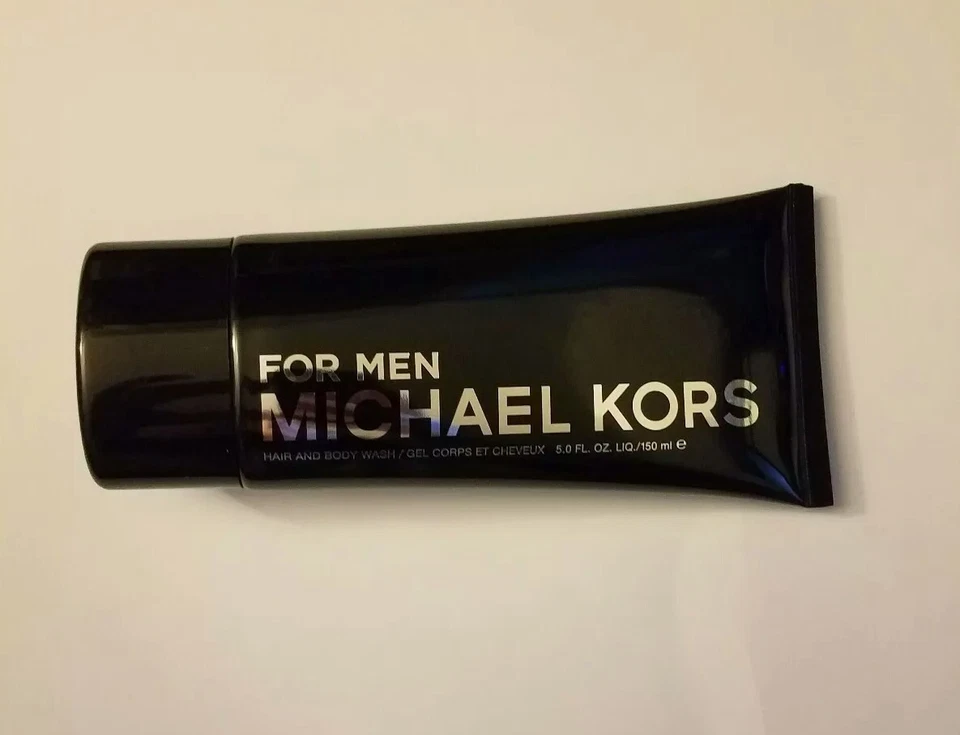 FOR MEN
MICHAEL KORS
HAIR AND BODY WASH / GEL CORPS ET CHEVEUX 5.0 FL. OZ. LIQ./150 ml ℮